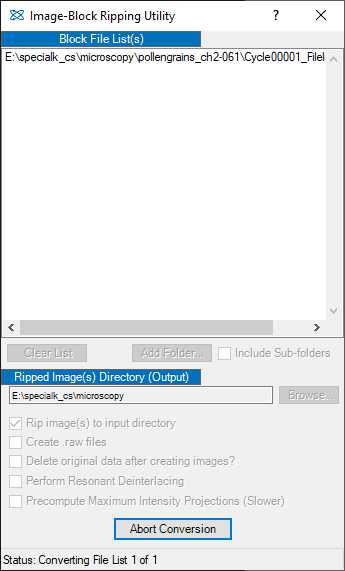 Image-Block Ripping Utility
Block File List(s)
E:\specialk_cs\microscopy\pollengrains_ch2-061\Cycle00001_Filel
Clear List
Add Folder...
Include Sub-folders
Ripped Image(s) Directory (Output)
E:\specialk_cs\microscopy
Browse...
Rip image(s) to input directory
Create .raw files
Delete original data after creating images?
Perform Resonant Deinterlacing
Precompute Maximum Intensity Projections (Slower)
Abort Conversion
Status: Converting File List 1 of 1